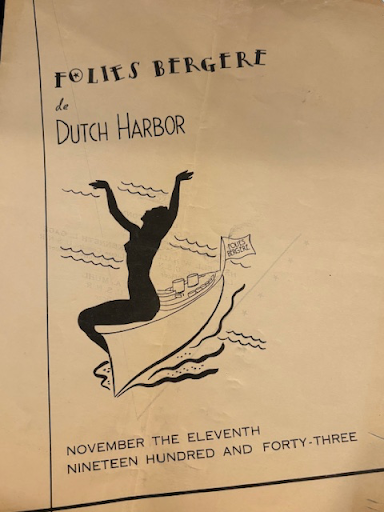 FOLIES BERGERE
de
DUTCH HARBOR
FOLIES
BERGERE
NOVEMBER THE ELEVENTH
NINETEEN HUNDRED AND FORTY-THREE